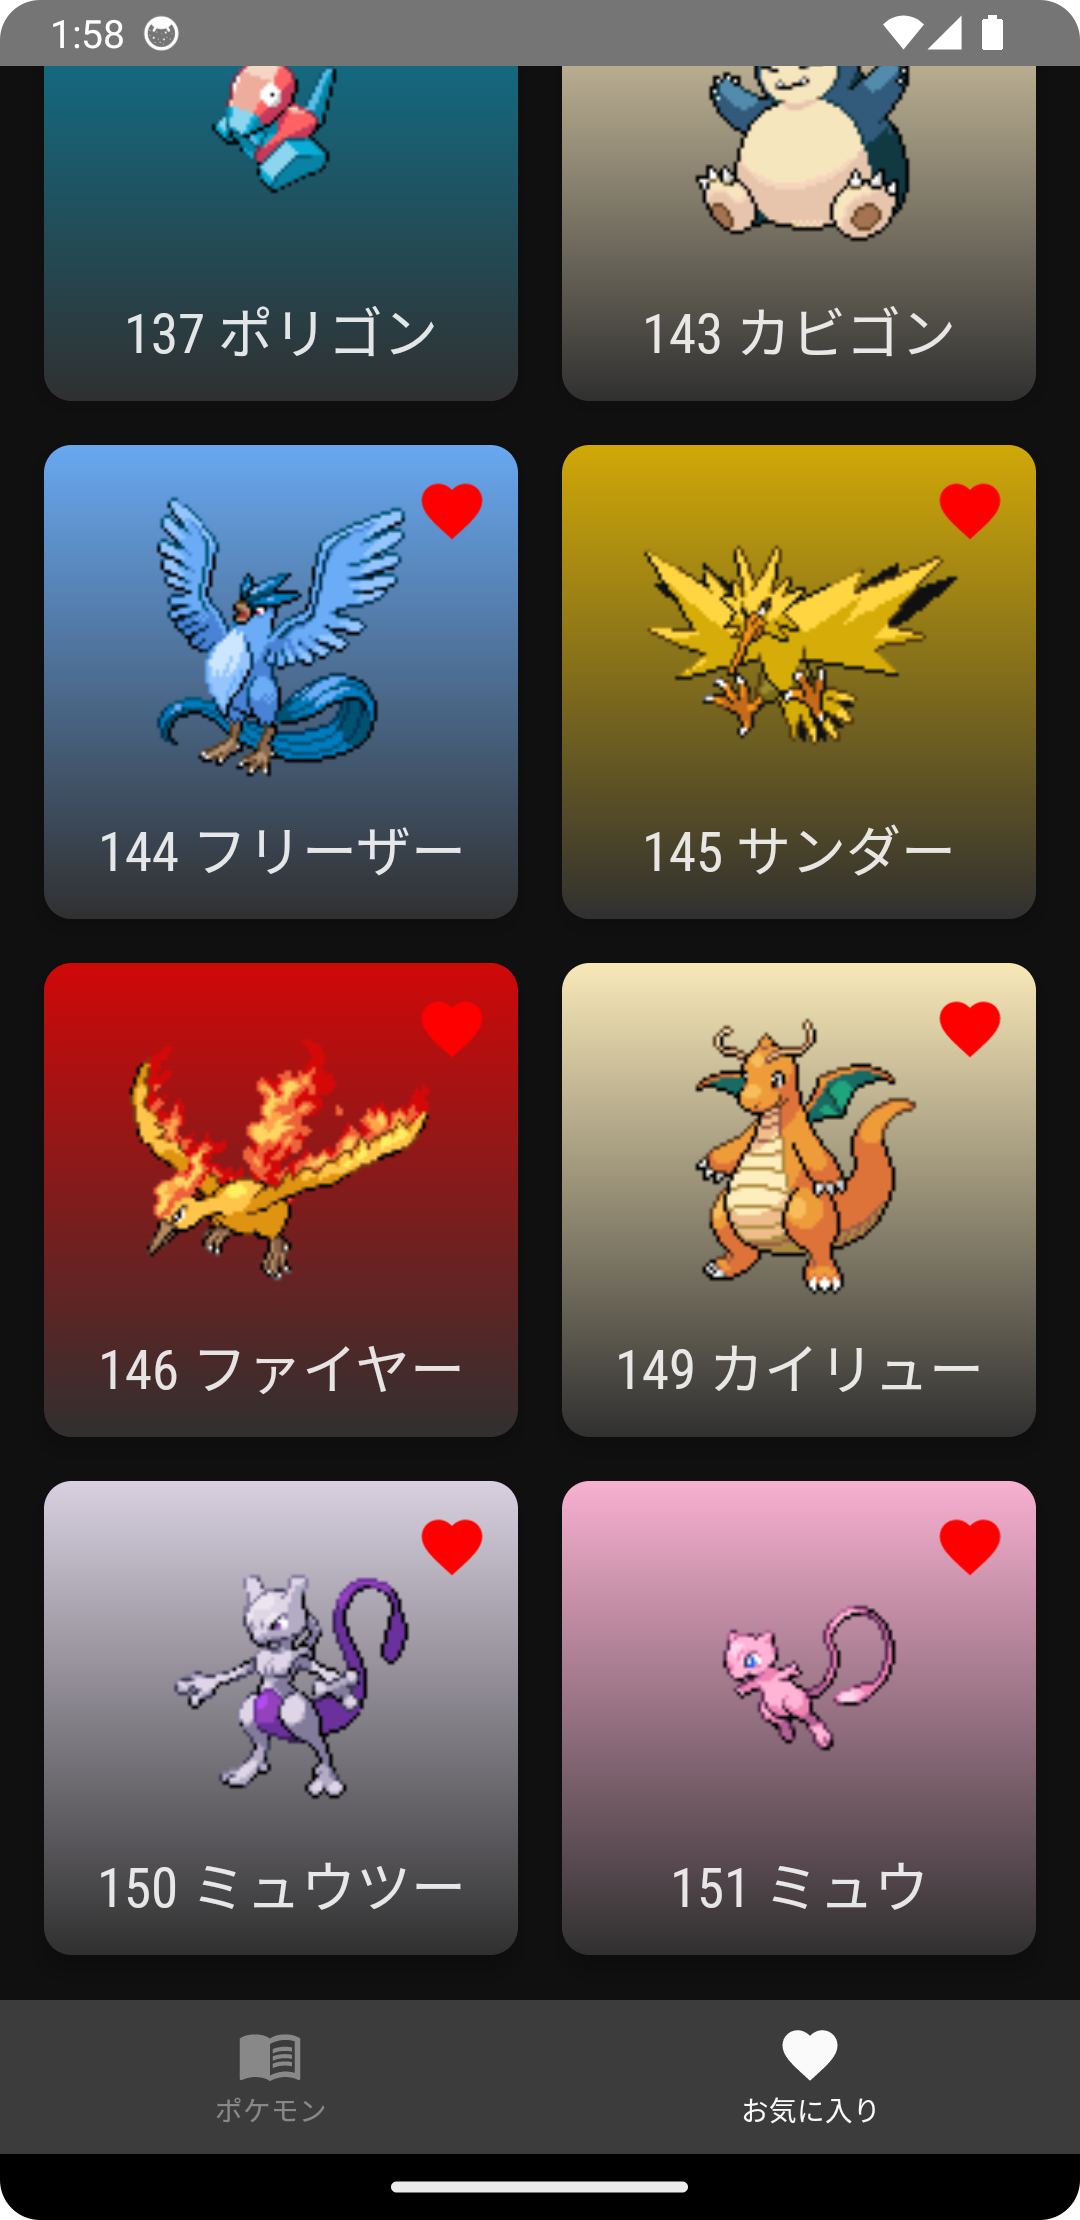 1:58
137 ポリゴン
143 カビゴン
144 フリーザー
145 サンダー
146 ファイヤー
149 カイリュー
150 ミュウツー
151 ミュウ
ポケモン
お気に入り